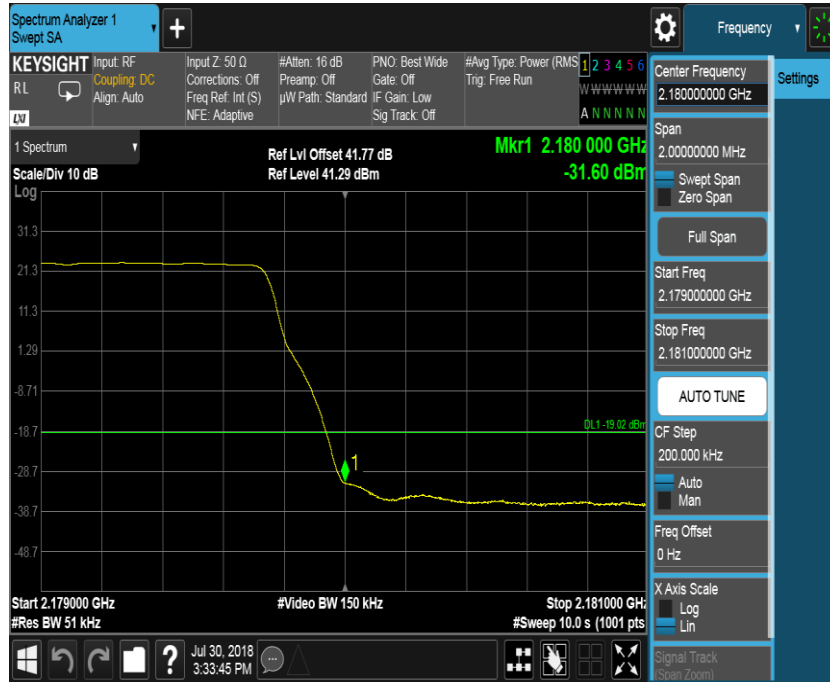 Spectrum Analyzer 1
Swept SA
+
Frequency
KEYSIGHT
RL
LXI
Input: RF
Coupling: DC
Align: Auto
Input Z: 50 Ω
Corrections: Off
Freq Ref: Int (S)
NFE: Adaptive
#Atten: 16 dB
Preamp: Off
µW Path: Standard
PNO: Best Wide
Gate: Off
IF Gain: Low
Sig Track: Off
#Avg Type: Power (RMS
Trig: Free Run
1 2 3 4 5 6
W W W W W W
A N N N N N
1 Spectrum
Scale/Div 10 dB
Log
Ref Lvl Offset 41.77 dB
Ref Level 41.29 dBm
Mkr1 2.180 000 GHz
-31.60 dBm
31.3
21.3
11.3
1.29
-8.71
-18.7
-28.7
-38.7
-48.7
DL1 -19.02 dBm
1
Start 2.179000 GHz
#Res BW 51 kHz
#Video BW 150 kHz
Stop 2.181000 GHz
#Sweep 10.0 s (1001 pts
Center Frequency
2.180000000 GHz
Settings
Span
2.00000000 MHz
Swept Span
Zero Span
Full Span
Start Freq
2.179000000 GHz
Stop Freq
2.181000000 GHz
AUTO TUNE
CF Step
200.000 kHz
Auto
Man
Freq Offset
0 Hz
X Axis Scale
Log
Lin
Signal Track
(Span Zoom)
?
Jul 30, 2018
3:33:45 PM